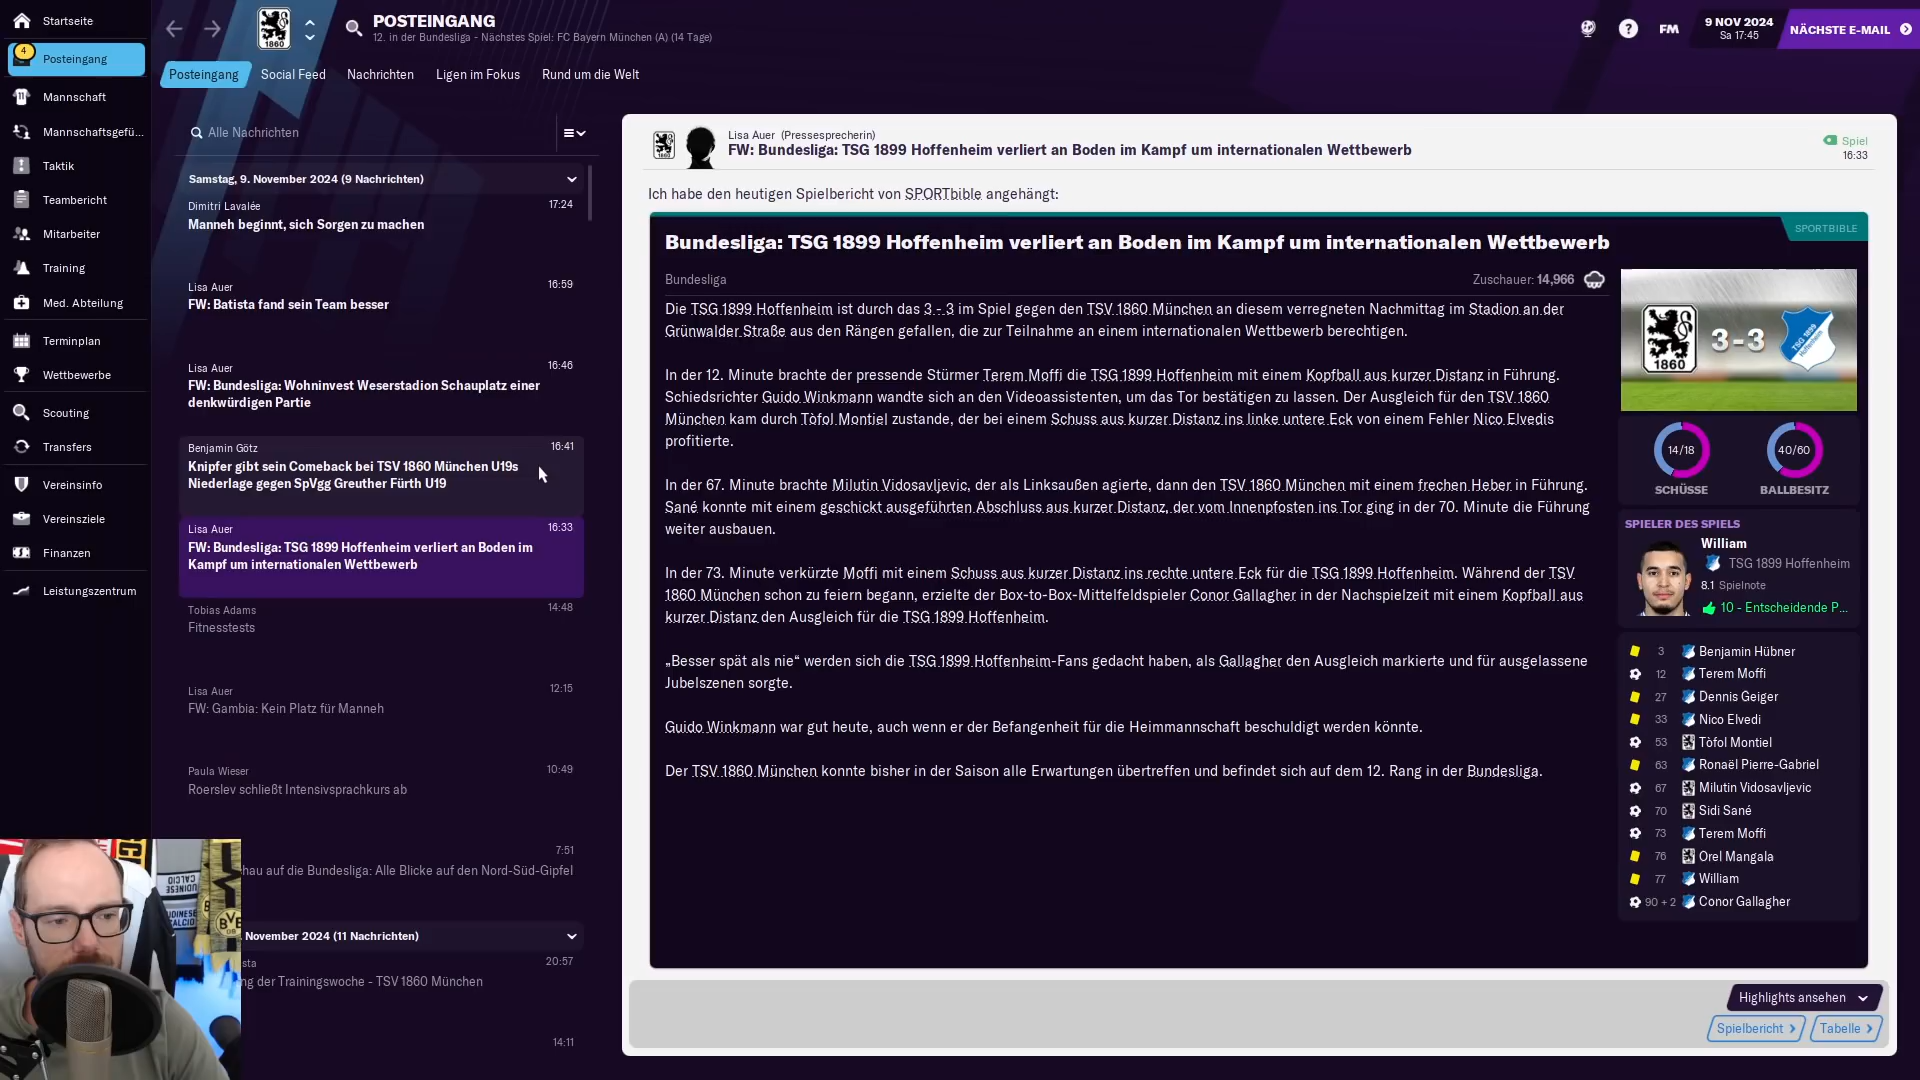 Startseite
4
Posteingang
Mannschaft
Mannschaftsgefü...
Taktik
Teambericht
Mitarbeiter
Training
Med. Abteilung
Terminplan
Wettbewerbe
Scouting
Transfers
Vereinsinfo
Vereinsziele
Finanzen
Leistungszentrum
1860
POSTEINGANG
12. in der Bundesliga - Nächstes Spiel: FC Bayern München (A) (14 Tage)
?
FM
9 NOV 2024
Sa 17:45
NÄCHSTE E-MAIL
Posteingang
Social Feed
Nachrichten
Ligen im Fokus
Rund um die Welt
Alle Nachrichten
Samstag, 9. November 2024 (9 Nachrichten)
Dimitri Lavalée
17:24
Manneh beginnt, sich Sorgen zu machen
Lisa Auer
16:59
FW: Batista fand sein Team besser
Lisa Auer
16:46
FW: Bundesliga: Wohninvest Weserstadion Schauplatz einer
denkwürdigen Partie
Benjamin Götz
16:41
Knipfer gibt sein Comeback bei TSV 1860 München U19s
Niederlage gegen SpVgg Greuther Fürth U19
Lisa Auer
16:33
FW: Bundesliga: TSG 1899 Hoffenheim verliert an Boden im
Kampf um internationalen Wettbewerb
Tobias Adams
14:48
Fitnesstests
Lisa Auer
12:15
FW: Gambia: Kein Platz für Manneh
Paula Wieser
10:49
Roerslev schließt Intensivsprachkurs ab
7:51
hau auf die Bundesliga: Alle Blicke auf den Nord-Süd-Gipfel
November 2024 (11 Nachrichten)
sta
20:57
ng der Trainingswoche - TSV 1860 München
14:11
UDINESE
CALCIO
BVB
Lisa Auer (Pressesprecherin)
FW: Bundesliga: TSG 1899 Hoffenheim verliert an Boden im Kampf um internationalen Wettbewerb
Spiel
16:33
Ich habe den heutigen Spielbericht von SPORTbible angehängt:
SPORTBIBLE
Bundesliga: TSG 1899 Hoffenheim verliert an Boden im Kampf um internationalen Wettbewerb
Bundesliga
Zuschauer: 14,966
Die TSG 1899 Hoffenheim ist durch das 3 - 3 im Spiel gegen den TSV 1860 München an diesem verregneten Nachmittag im Stadion an der
Grünwalder Straße aus den Rängen gefallen, die zur Teilnahme an einem internationalen Wettbewerb berechtigen.
In der 12. Minute brachte der pressende Stürmer Terem Moffi die TSG 1899 Hoffenheim mit einem Kopfball aus kurzer Distanz in Führung.
Schiedsrichter Guido Winkmann wandte sich an den Videoassistenten, um das Tor bestätigen zu lassen. Der Ausgleich für den TSV 1860
München kam durch Tòfol Montiel zustande, der bei einem Schuss aus kurzer Distanz ins linke untere Eck von einem Fehler Nico Elvedis
profitierte.
In der 67. Minute brachte Milutin Vidosavljevic, der als Linksaußen agierte, dann den TSV 1860 München mit einem frechen Heber in Führung.
Sané konnte mit einem geschickt ausgeführten Abschluss aus kurzer Distanz, der vom Innenpfosten ins Tor ging in der 70. Minute die Führung
weiter ausbauen.
In der 73. Minute verkürzte Moffi mit einem Schuss aus kurzer Distanz ins rechte untere Eck für die TSG 1899 Hoffenheim. Während der TSV
1860 München schon zu feiern begann, erzielte der Box-to-Box-Mittelfeldspieler Conor Gallagher in der Nachspielzeit mit einem Kopfball aus
kurzer Distanz den Ausgleich für die TSG 1899 Hoffenheim.
„Besser spät als nie“ werden sich die TSG 1899 Hoffenheim-Fans gedacht haben, als Gallagher den Ausgleich markierte und für ausgelassene
Jubelszenen sorgte.
Guido Winkmann war gut heute, auch wenn er der Befangenheit für die Heimmannschaft beschuldigt werden könnte.
Der TSV 1860 München konnte bisher in der Saison alle Erwartungen übertreffen und befindet sich auf dem 12. Rang in der Bundesliga.
1860
3-3
TSG 1899
Hoffenheim
14/18
SCHÜSSE
40/60
BALLBESITZ
SPIELER DES SPIELS
William
TSG 1899 Hoffenheim
8.1 Spielnote
10 - Entscheidende P...
3 Benjamin Hübner
12 Terem Moffi
27 Dennis Geiger
33 Nico Elvedi
53 Tòfol Montiel
63 Ronaël Pierre-Gabriel
67 Milutin Vidosavljevic
70 Sidi Sané
73 Terem Moffi
76 Orel Mangala
77 William
90 + 2 Conor Gallagher
Highlights ansehen
Spielbericht
Tabelle